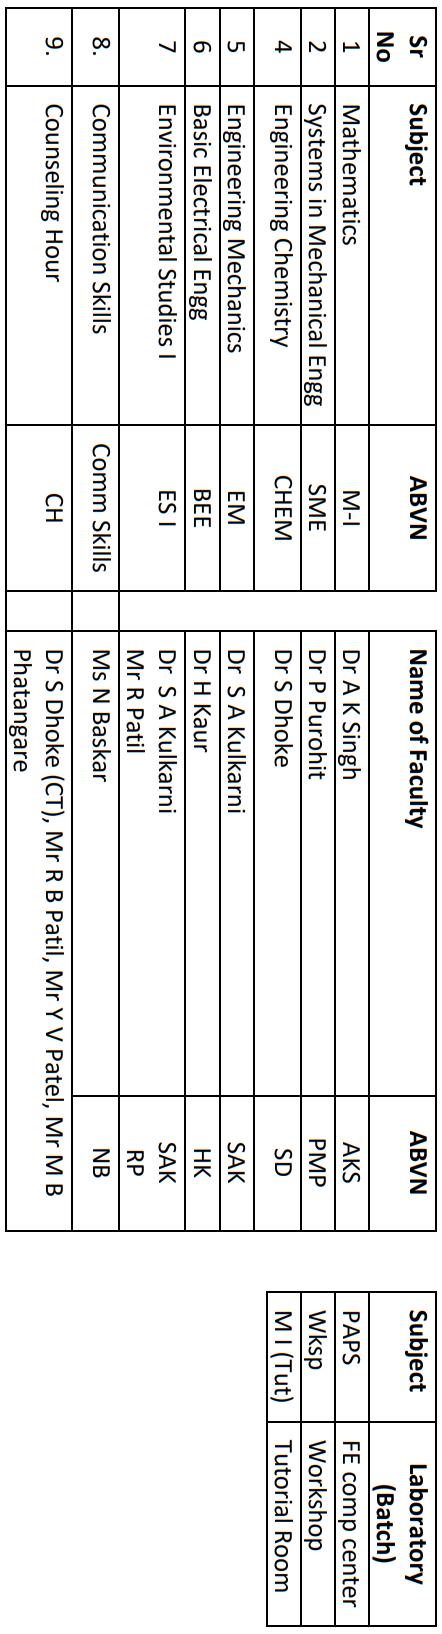 Sr No Subject ABVN Name of Faculty ABVN
1 Mathematics M-I Dr A K Singh AKS
2 Systems in Mechanical Engg SME Dr P Purohit PMP
4 Engineering Chemistry CHEM Dr S Dhoke SD
5 Engineering Mechanics EM Dr S A Kulkarni SAK
6 Basic Electrical Engg BEE Dr H Kaur HK
7 Environmental Studies I ES I Dr S A Kulkarni SAK
Mr R Patil RP
8. Communication Skills Comm Skills Ms N Baskar NB
9. Counseling Hour CH Dr S Dhoke (CT), Mr R B Patil, Mr Y V Patel, Mr M B
Phatangare
Subject Laboratory
(Batch)
PAPS FE comp center
Wksp Workshop
M I (Tut) Tutorial Room